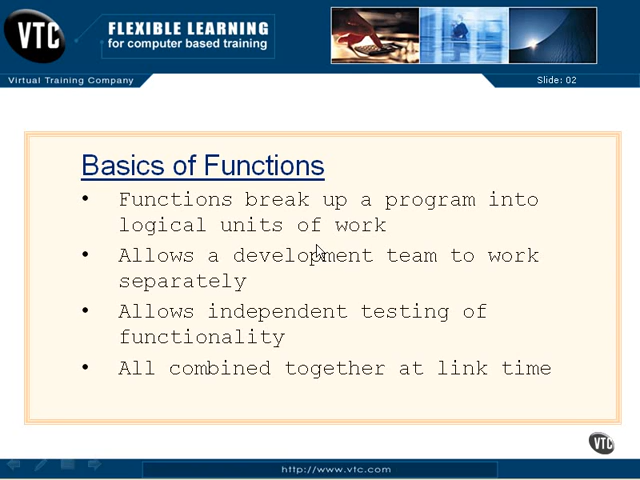 VTC
FLEXIBLE LEARNING
for computer based training
Virtual Training Company
Slide: 02
Basics of Functions
• Functions break up a program into
logical units of work
• Allows a development team to work
separately
• Allows independent testing of
functionality
• All combined together at link time
VTC
http://www.vtc.com